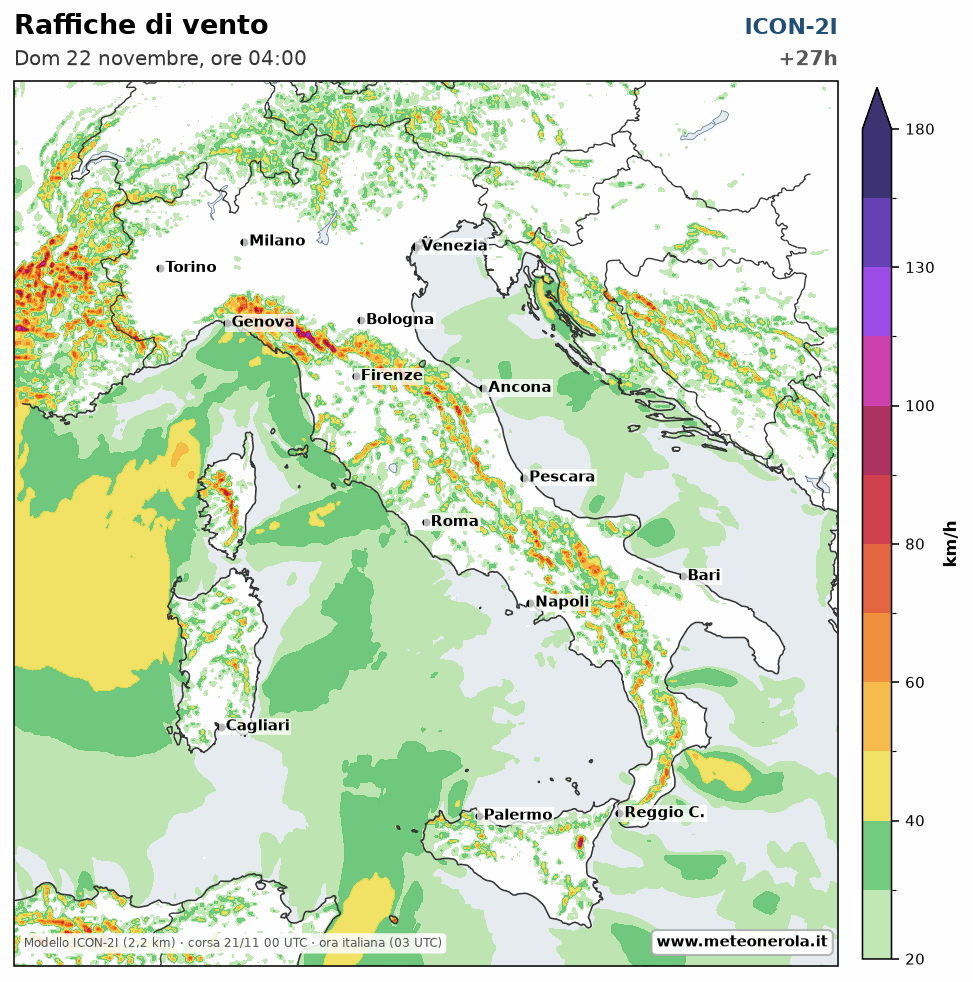 Raffiche di vento
ICON-2I
Dom 22 novembre, ore 04:00
+27h
180
Milano
Venezia
Torino
130
Genova
Bologna
Firenze
Ancona
100
Pescara
Roma
km/h
80
Bari
Napoli
60
Cagliari
Palermo
Reggio C.
40
Modello ICON-2I (2,2 km) · corsa 21/11 00 UTC · ora italiana (03 UTC)
www.meteonerola.it
20